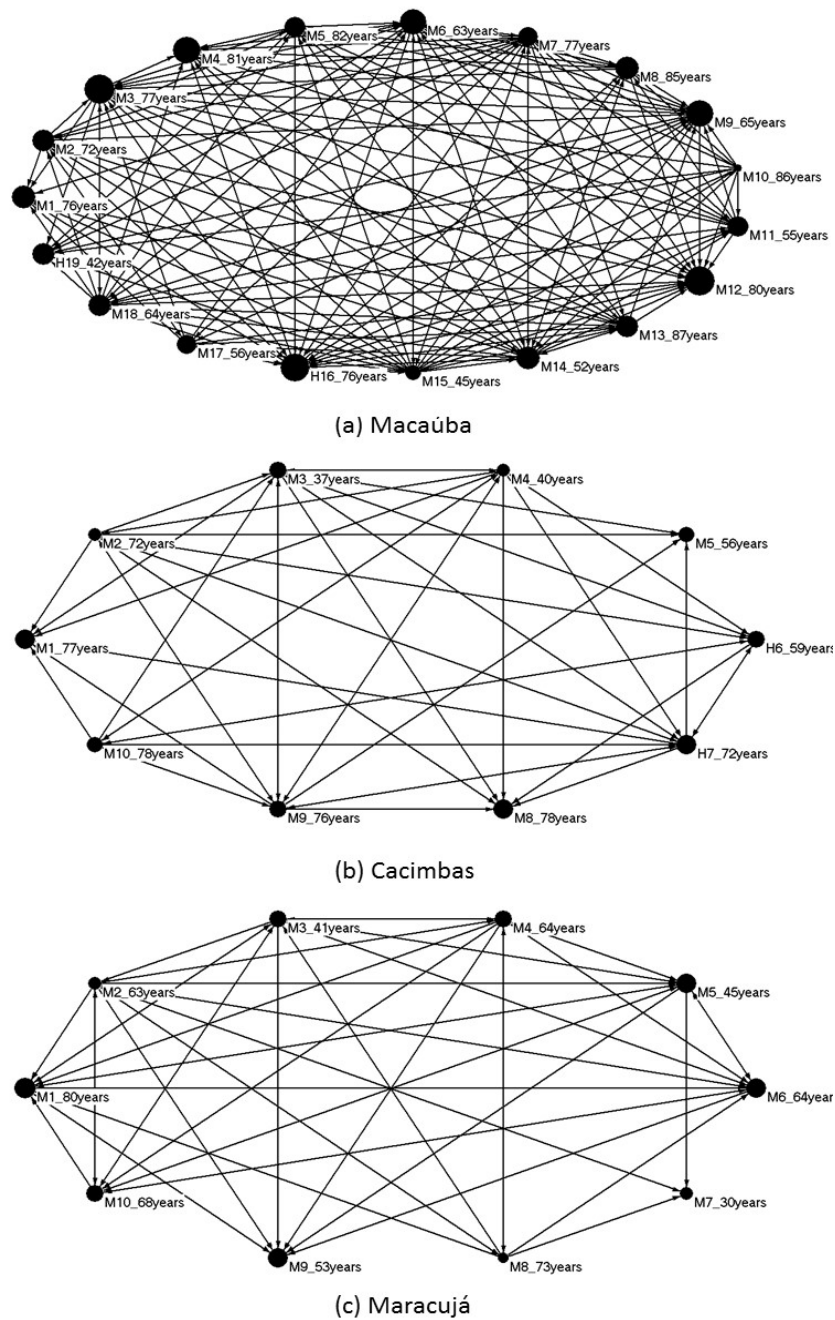 M5_82years
M6_63years
M7_77years
M4_81years
M8_85years
M3_77years
M9_65years
M2_72years
M10_86years
M1_76years
M11_55years
H19_42years
M12_80years
M18_64years
M13_87years
M17_56years
M14_52years
H16_76years
M15_45years
(a) Macaúba
M3_37years
M4_40years
M2_72years
M5_56years
M1_77years
H6_59years
M10_78years
H7_72years
M9_76years
M8_78years
(b) Cacimbas
M3_41years
M4_64years
M2_63years
M5_45years
M1_80years
M6_64year
M10_68years
M7_30years
M9_53years
M8_73years
(c) Maracujá